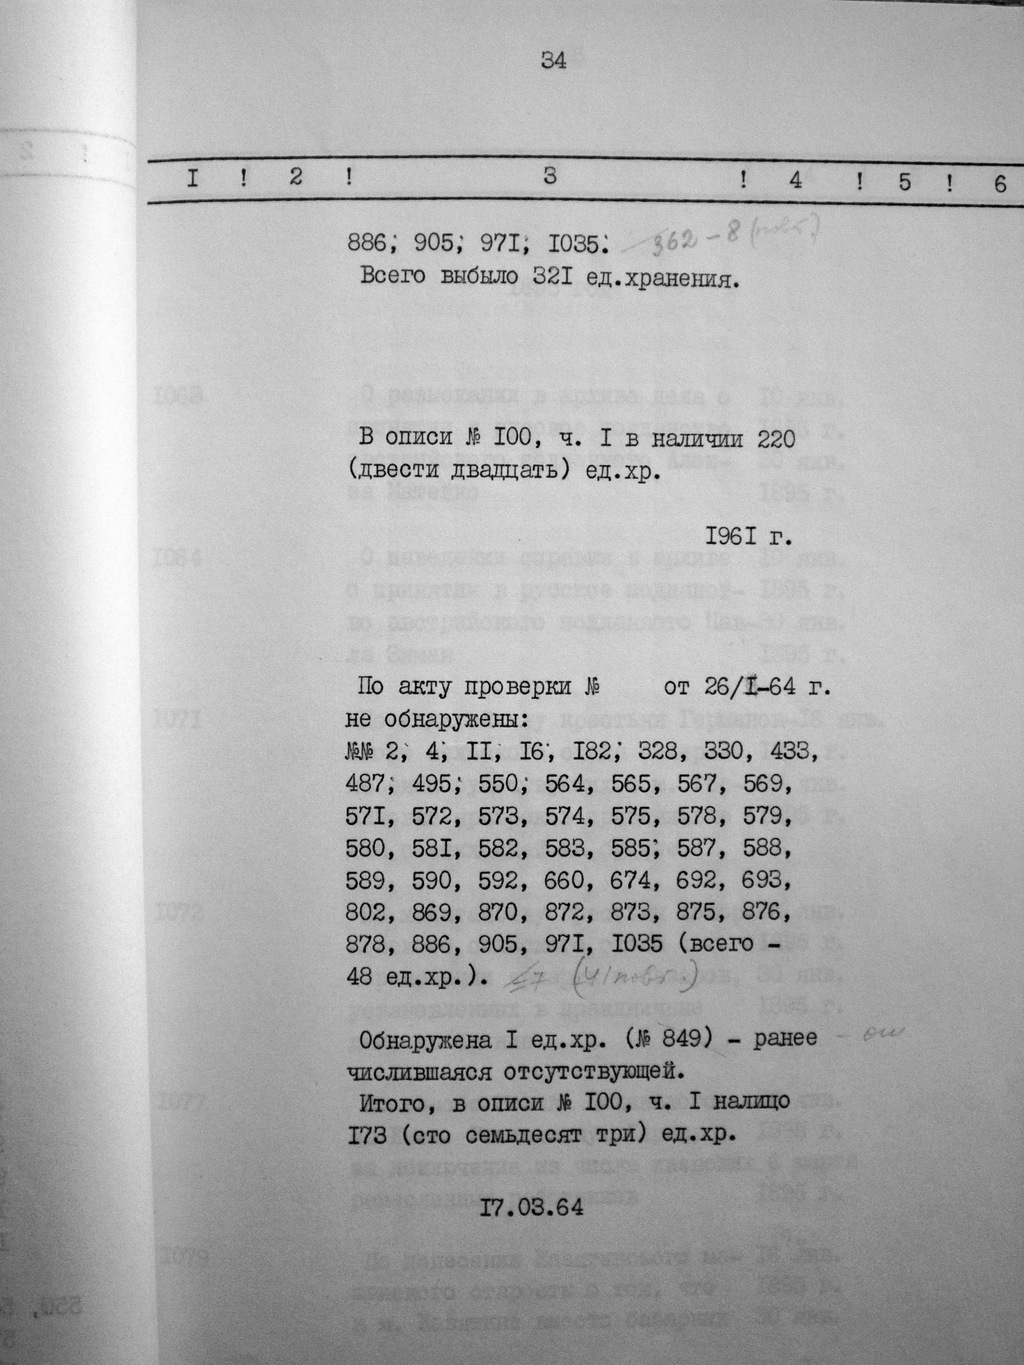 34
I ! 2 ! 3 ! 4 ! 5 ! 6
886; 905; 97I; I035. 362-8 (повт.)
Всего выбыло 32I ед.хранения.
В описи № I00, ч. I в наличии 220
(двести двадцать) ед.хр.
I96I г.
По акту проверки № от 26/I-64 г.
не обнаружены:
№№ 2, 4, II, I6, I82, 328, 330, 433,
487; 495; 550; 564, 565, 567, 569,
57I, 572, 573, 574, 575, 578, 579,
580, 58I, 582, 583, 585; 587, 588,
589, 590, 592, 660, 674, 692, 693,
802, 869, 870, 872, 873, 875, 876,
878, 886, 905, 97I, I035 (всего -
48 ед.хр.). (41 повт.)
Обнаружена I ед.хр. (№ 849) - ранее
числившаяся отсутствующей.
Итого, в описи № I00, ч. I налицо
I73 (сто семьдесят три) ед.хр.
I7.03.64